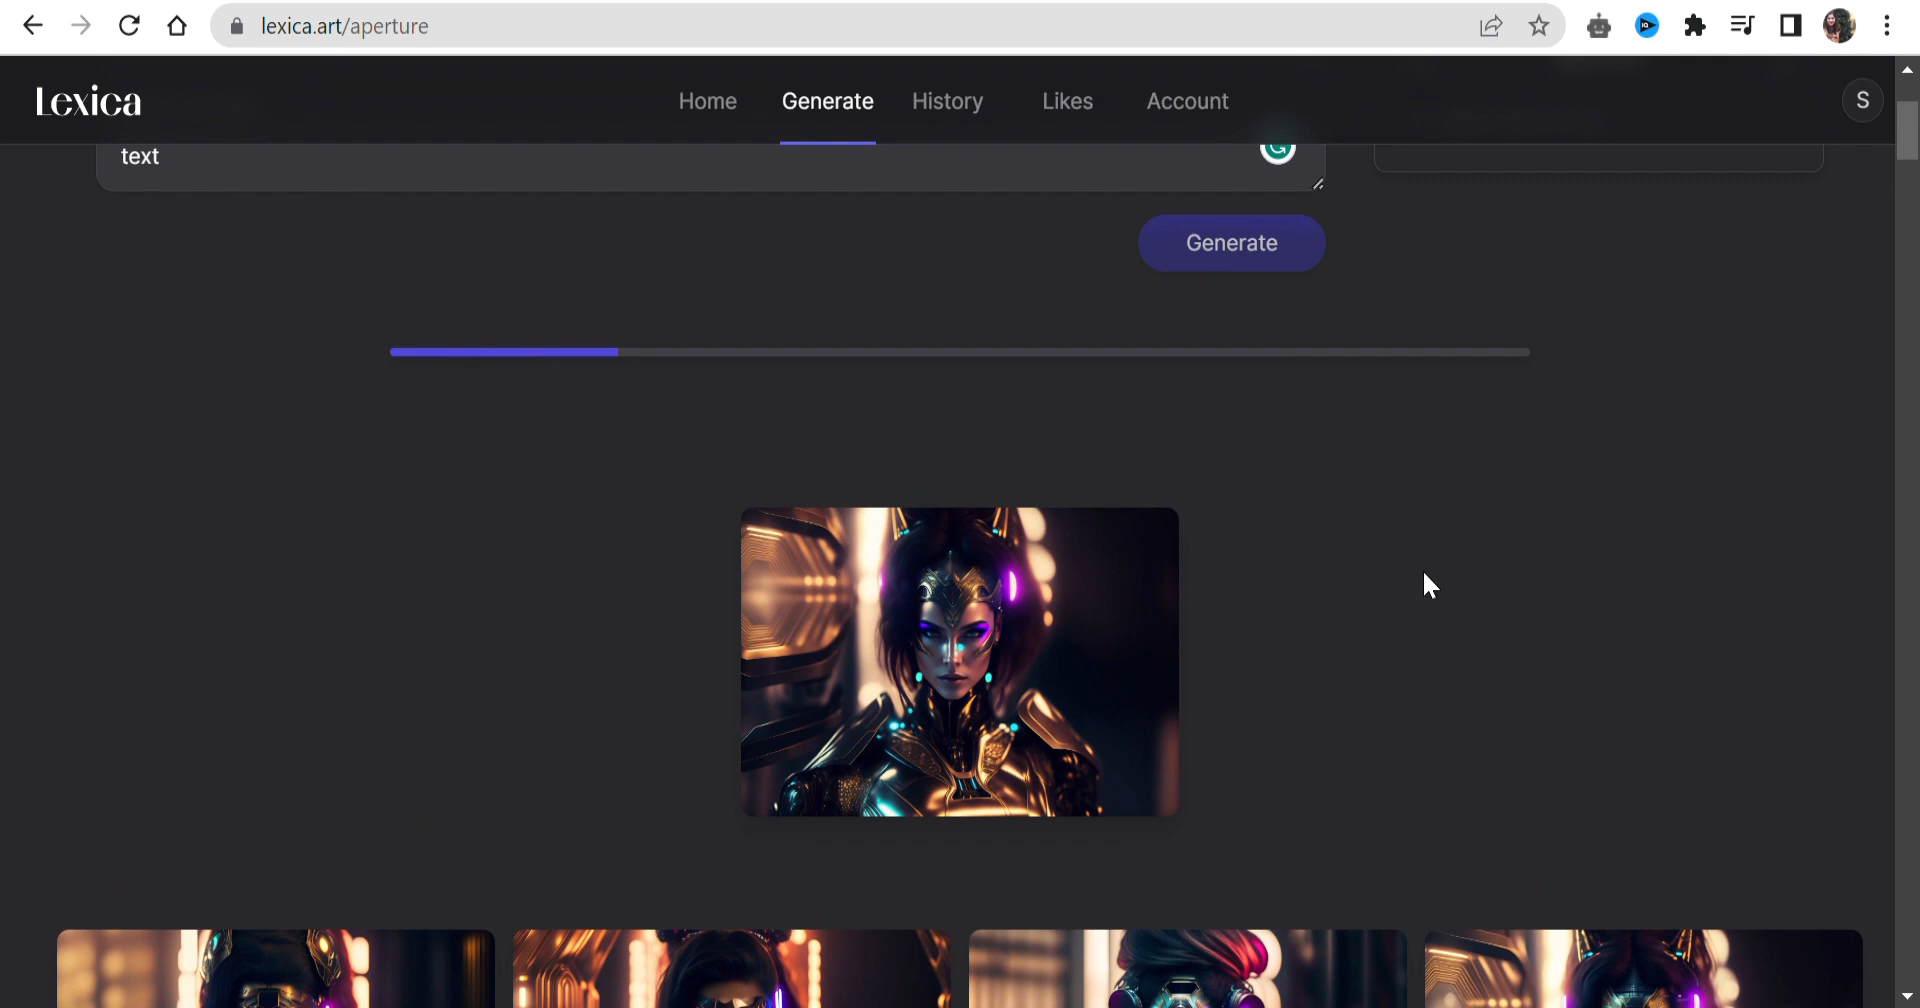 lexica.art/aperture
Lexica
Home Generate History Likes Account
S
text
Generate